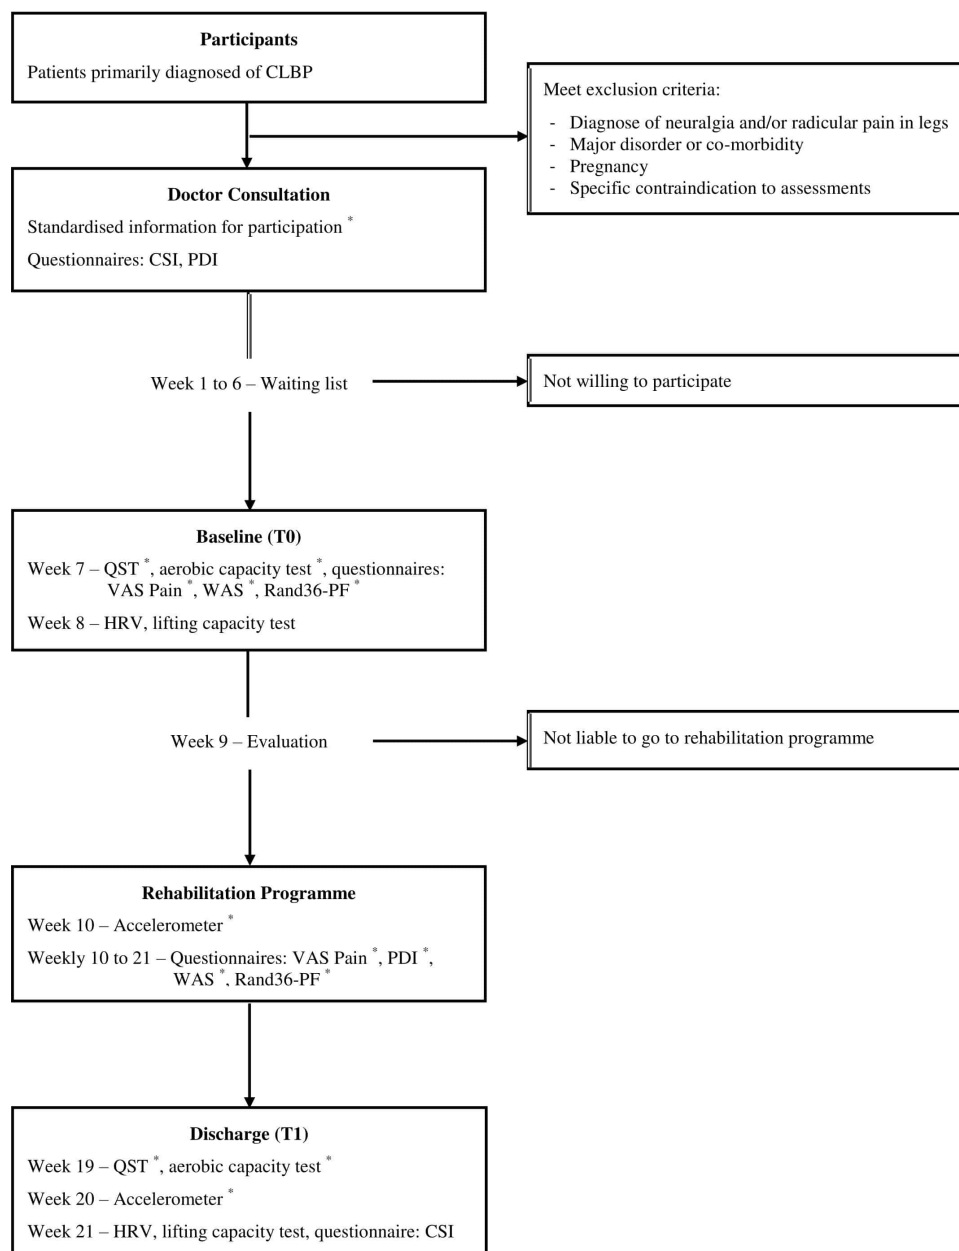 Participants
Patients primarily diagnosed of CLBP
Meet exclusion criteria:
- Diagnose of neuralgia and/or radicular pain in legs
- Major disorder or co-morbidity
- Pregnancy
- Specific contraindication to assessments
Doctor Consultation
Standardised information for participation *
Questionnaires: CSI, PDI
Week 1 to 6 – Waiting list
Not willing to participate
Baseline (T0)
Week 7 – QST *, aerobic capacity test *, questionnaires:
VAS Pain *, WAS *, Rand36-PF *
Week 8 – HRV, lifting capacity test
Week 9 – Evaluation
Not liable to go to rehabilitation programme
Rehabilitation Programme
Week 10 – Accelerometer *
Weekly 10 to 21 – Questionnaires: VAS Pain *, PDI *,
WAS *, Rand36-PF *
Discharge (T1)
Week 19 – QST *, aerobic capacity test *
Week 20 – Accelerometer *
Week 21 – HRV, lifting capacity test, questionnaire: CSI